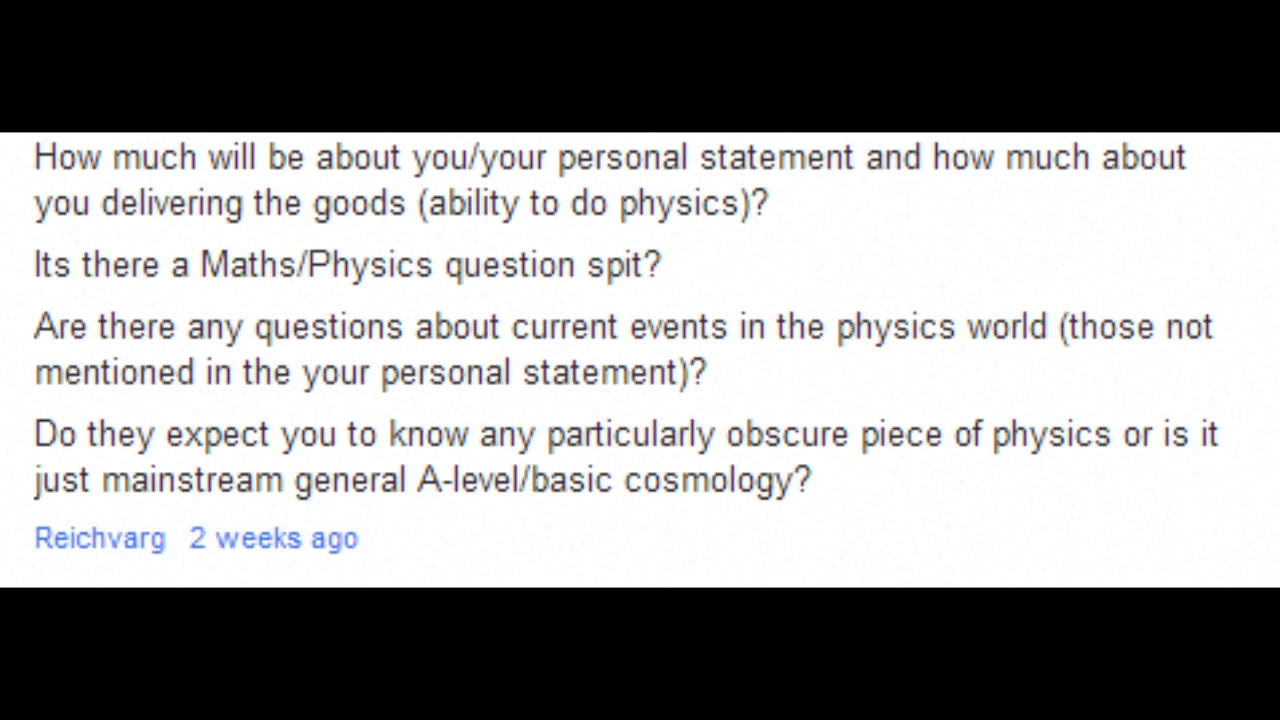 How much will be about you/your personal statement and how much about
you delivering the goods (ability to do physics)?
Its there a Maths/Physics question spit?
Are there any questions about current events in the physics world (those not
mentioned in the your personal statement)?
Do they expect you to know any particularly obscure piece of physics or is it
just mainstream general A-level/basic cosmology?
Reichvarg 2 weeks ago